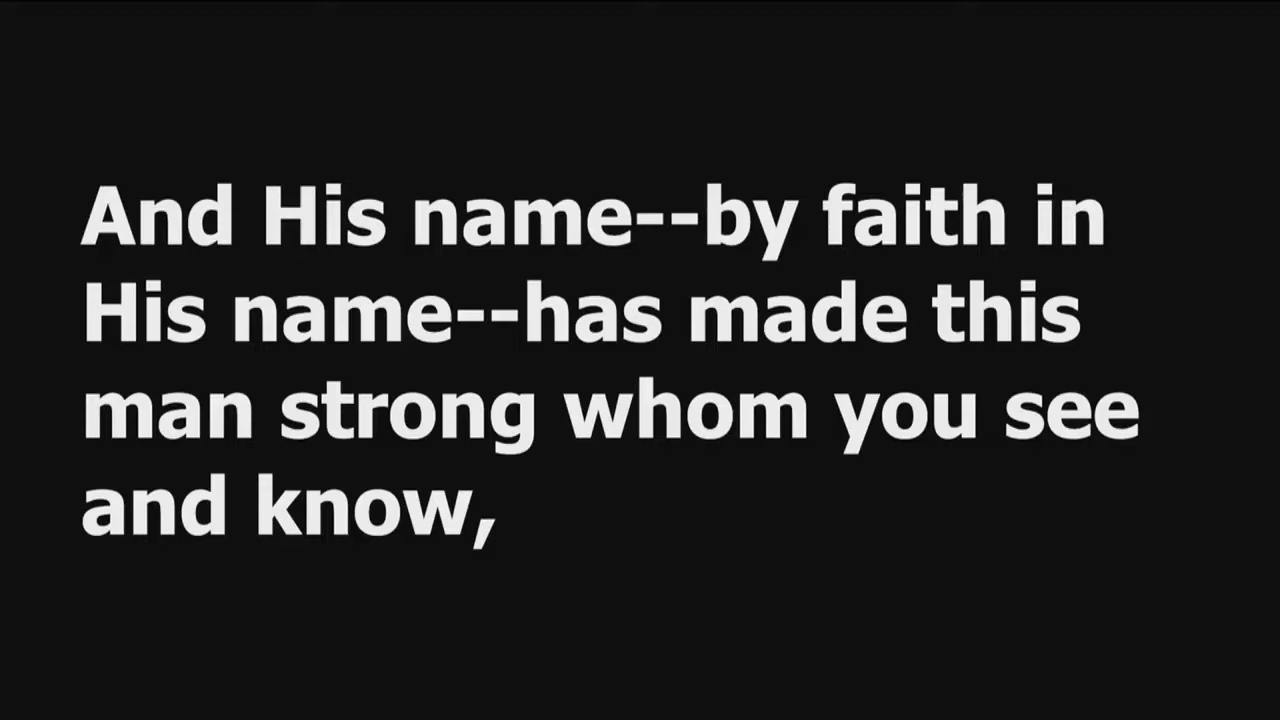 And His name--by faith in
His name--has made this
man strong whom you see
and know,